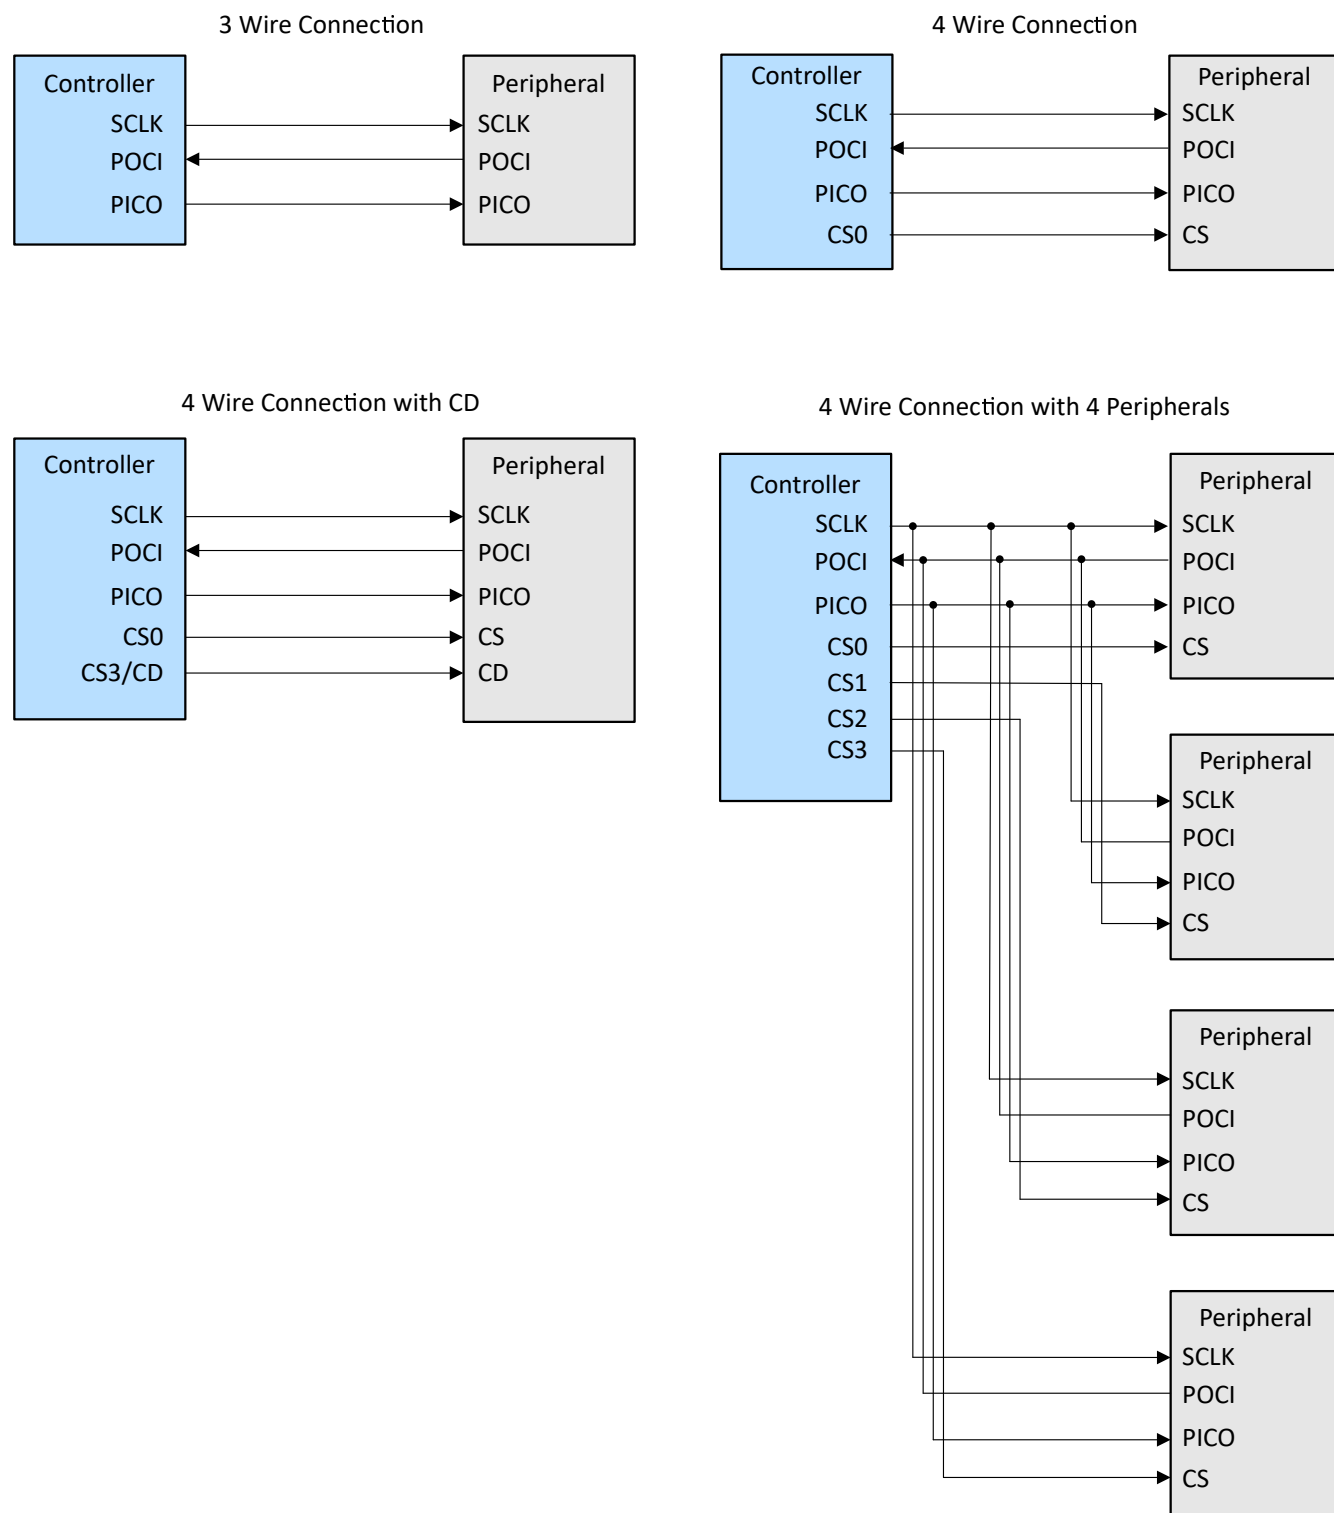 3 Wire Connection
Controller
SCLK
POCI
PICO
Peripheral
SCLK
POCI
PICO
4 Wire Connection
Controller
SCLK
POCI
PICO
CS0
Peripheral
SCLK
POCI
PICO
CS
4 Wire Connection with CD
Controller
SCLK
POCI
PICO
CS0
CS3/CD
Peripheral
SCLK
POCI
PICO
CS
CD
4 Wire Connection with 4 Peripherals
Controller
SCLK
POCI
PICO
CS0
CS1
CS2
CS3
Peripheral
SCLK
POCI
PICO
CS
Peripheral
SCLK
POCI
PICO
CS
Peripheral
SCLK
POCI
PICO
CS
Peripheral
SCLK
POCI
PICO
CS